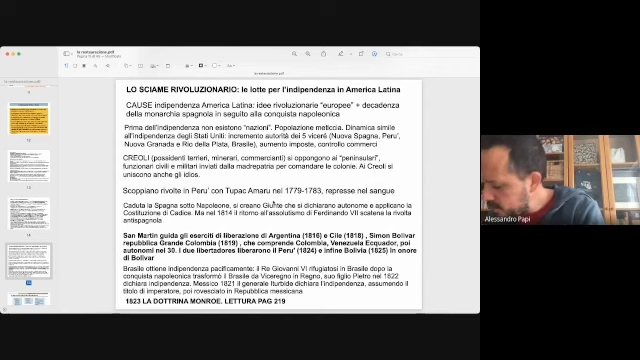 la restaurazione.pdf
la restaurazione.pdf
LO SCIAME RIVOLUZIONARIO: le lotte per l'indipendenza in America Latina
CAUSE indipendenza America Latina: idee rivoluzionarie "europee" + decadenza
della monarchia spagnola in seguito alla conquista napoleonica
Prima dell'indipendenza non esistono "nazioni". Popolazione meticcia. Dinamica simile
all'indipendenza degli Stati Uniti: incremento autorità dei 5 viceré (Nuova Spagna, Peru',
Nuova Granada e Rio della Plata, Brasile), aumento imposte, controllo commerci
CREOLI (possidenti terrieri, minerari, commercianti) si oppongono ai "peninsulari",
funzionari civili e militari inviati dalla madrepatria per comandare le colonie. Ai Creoli si
uniscono anche gli idios.
Scoppiano rivolte in Peru' con Tupac Amaru nel 1779-1783, represse nel sangue
Caduta la Spagna sotto Napoleone, si creano Giunte che si dichiarano autonome e applicano la
Costituzione di Cadice. Ma nel 1814 il ritorno all'assolutismo di Ferdinando VII scatena la rivolta
antispagnola
San Martin guida gli eserciti di liberazione di Argentina (1816) e Cile (1818) , Simon Bolivar
repubblica Grande Colombia (1819) , che comprende Colombia, Venezuela Ecquador, poi
autonomi nel 30. I due libertadores liberarono il Peru' (1824) e infine Bolivia (1825) in onore
di Bolivar
Brasile ottiene indipendenza pacificamente: il Re Giovanni VI rifugiatosi in Brasile dopo la
conquista napoleonica trasformò il Brasile da Viceregno in Regno, suo figlio Pietro nel 1822
dichiara indipendenza. Messico 1821 il generale Iturbide dichiara l'indipendenza, assumendo il
titolo di imperatore, poi rovesciato in Repubblica messicana
1823 LA DOTTRINA MONROE. LETTURA PAG 219
Alessandro Papi